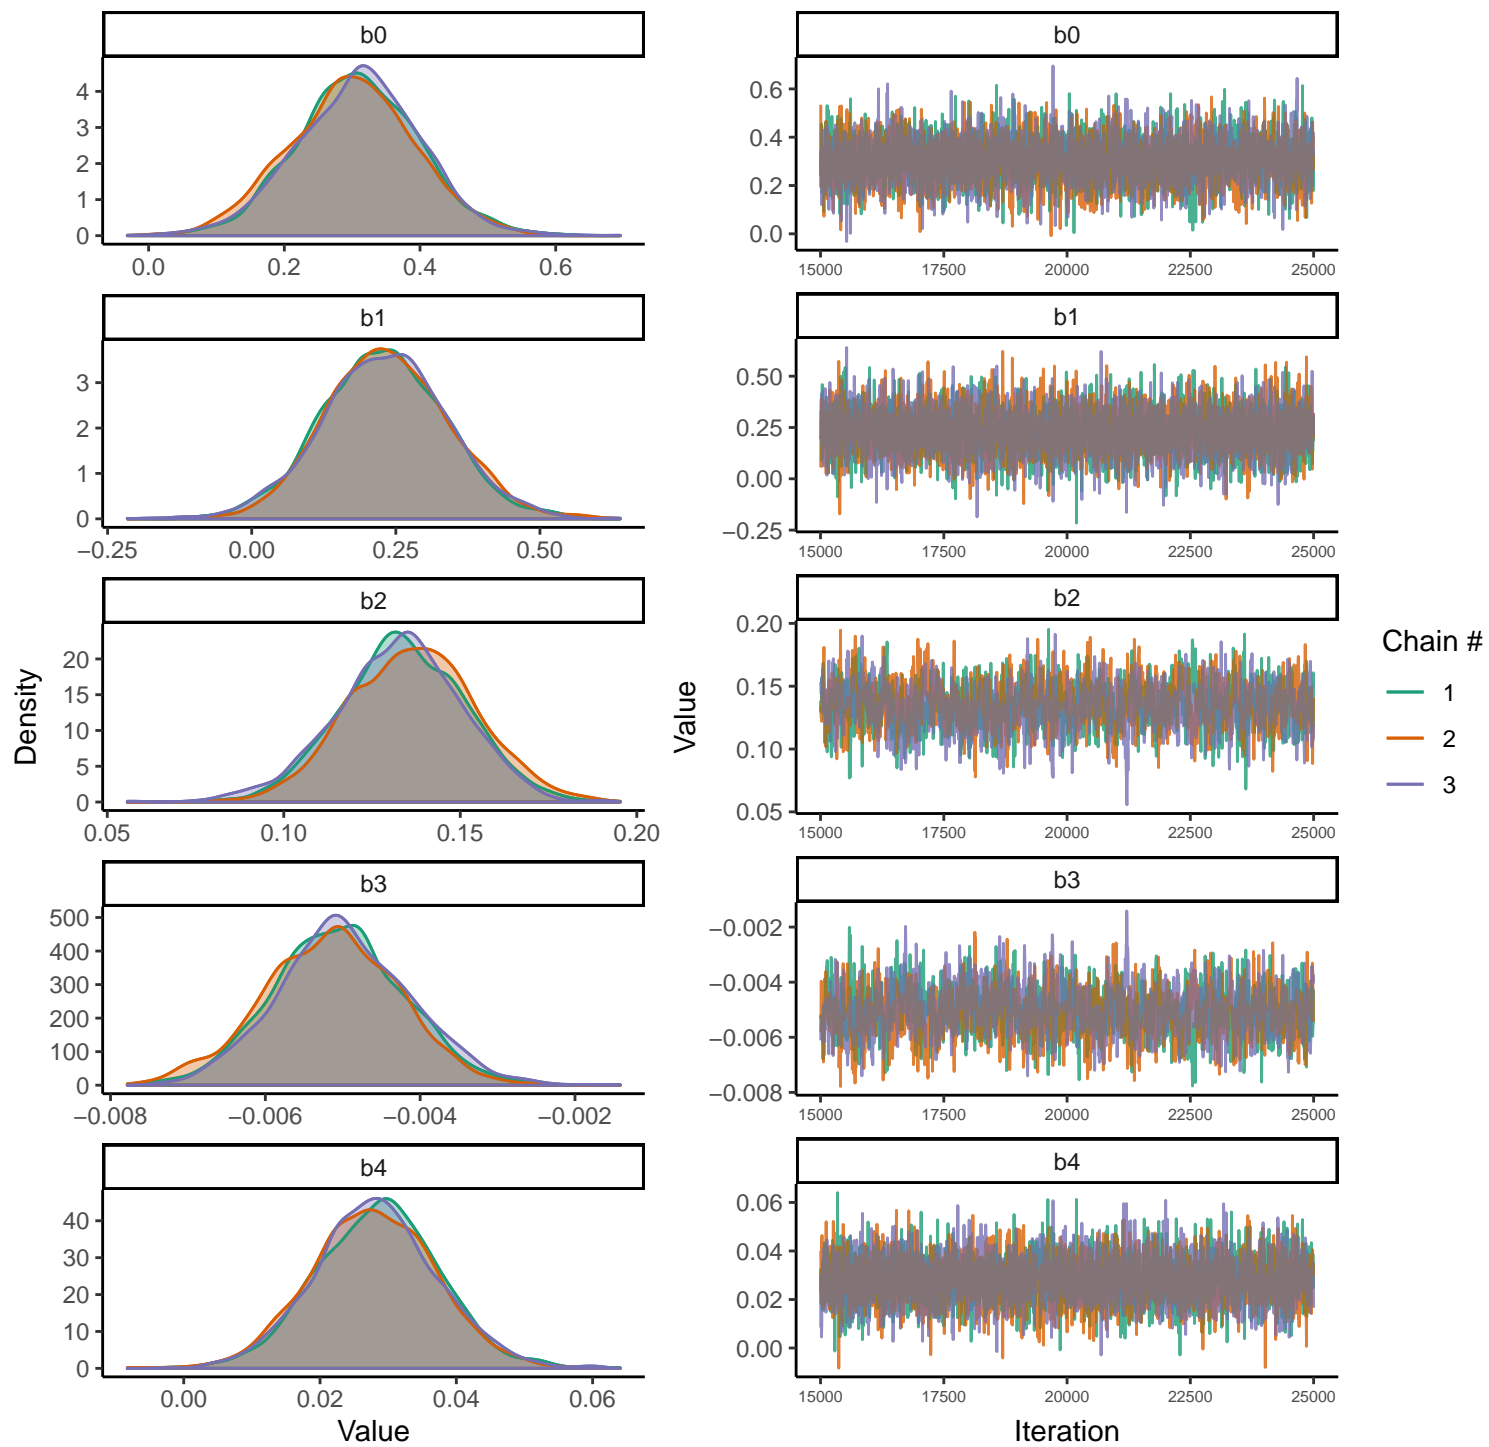 b0
b0
4
3
2
1
0
0.0 0.2 0.4 0.6
0.6
0.4
0.2
0.0
15000 17500 20000 22500 25000
b1
b1
3
2
1
0
−0.25 0.00 0.25 0.50
0.50
0.25
0.00
−0.25
15000 17500 20000 22500 25000
b2
b2
20
15
10
5
0
0.05 0.10 0.15 0.20
0.20
0.15
0.10
0.05
15000 17500 20000 22500 25000
b3
b3
500
400
300
200
100
0
−0.008 −0.006 −0.004 −0.002
−0.002
−0.004
−0.006
−0.008
15000 17500 20000 22500 25000
b4
b4
40
30
20
10
0
0.00 0.02 0.04 0.06
0.06
0.04
0.02
0.00
15000 17500 20000 22500 25000
Density
Value
Value
Iteration
Chain #
1
2
3